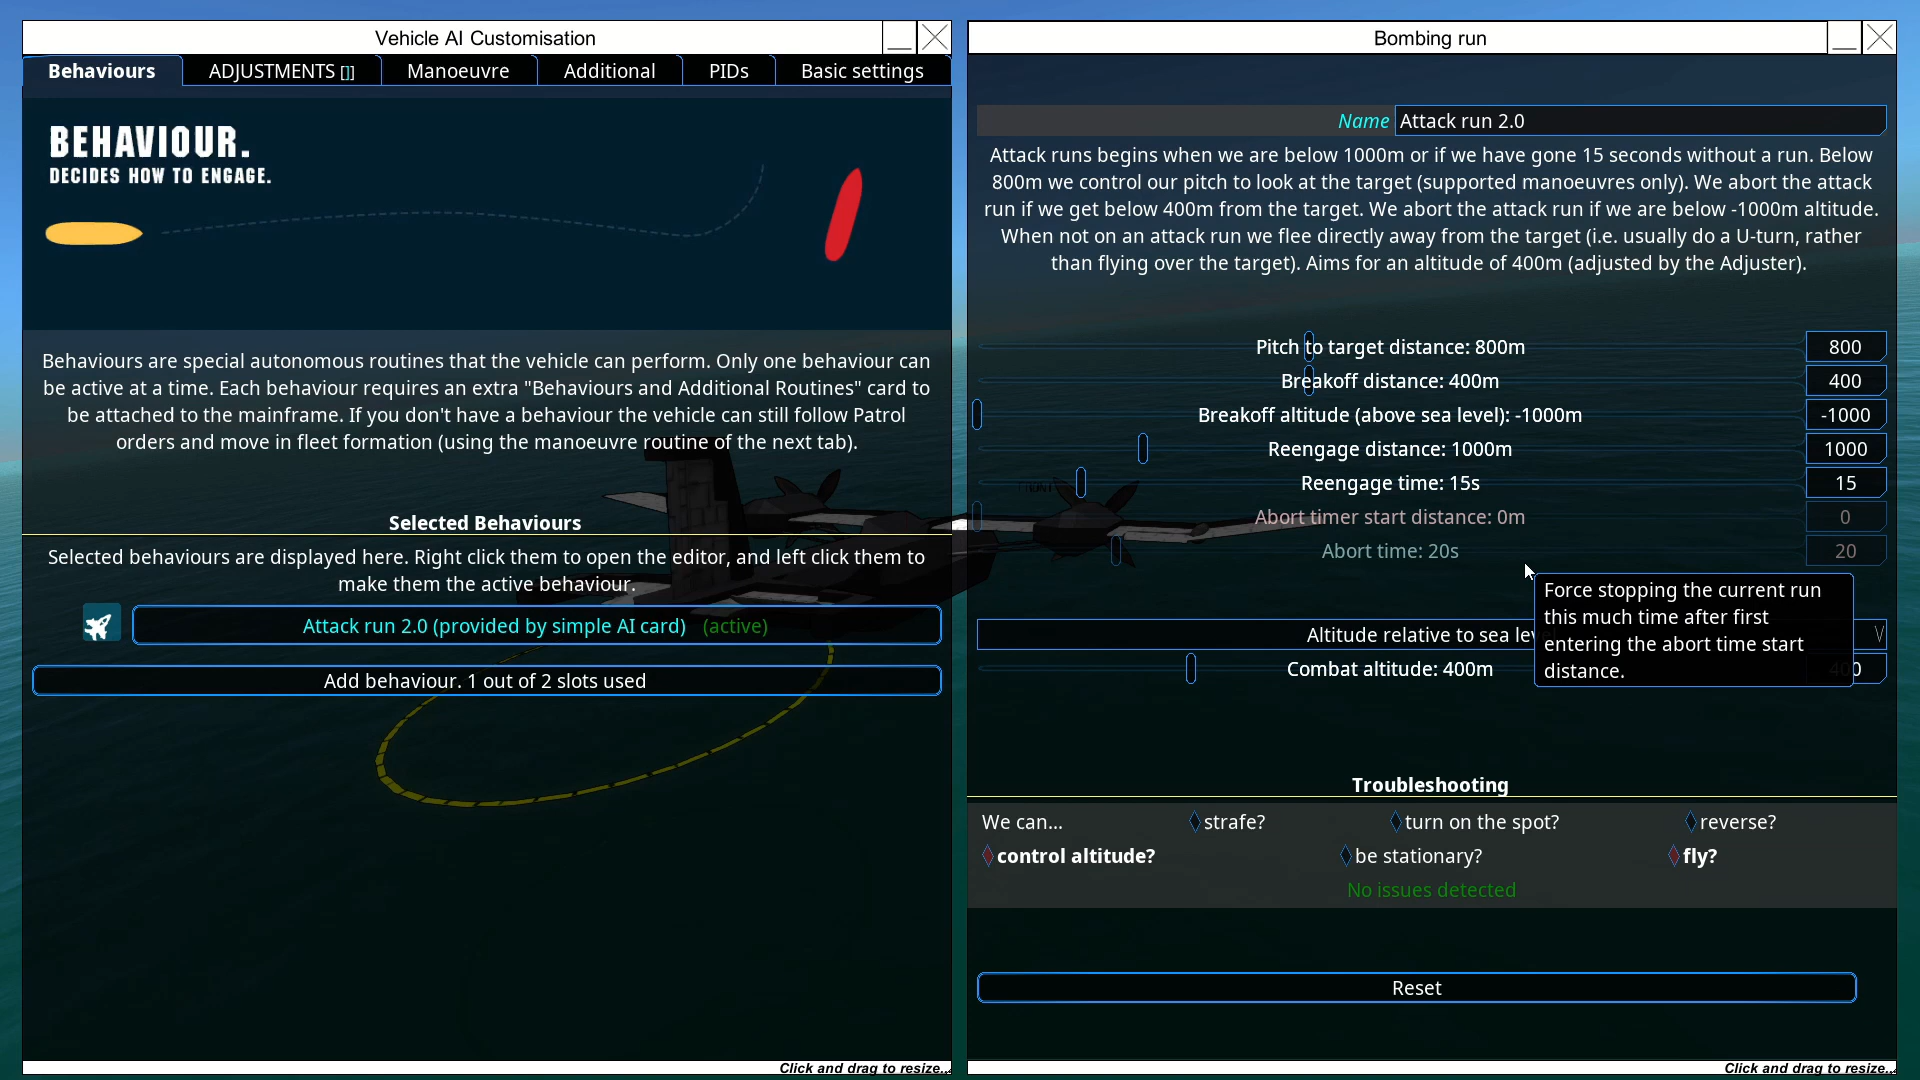 Vehicle AI Customisation
Behaviours
ADJUSTMENTS []
Manoeuvre
Additional
PIDs
Basic settings
BEHAVIOUR.
DECIDES HOW TO ENGAGE.
Behaviours are special autonomous routines that the vehicle can perform. Only one behaviour can
be active at a time. Each behaviour requires an extra "Behaviours and Additional Routines" card to
be attached to the mainframe. If you don't have a behaviour the vehicle can still follow Patrol
orders and move in fleet formation (using the manoeuvre routine of the next tab).
Selected Behaviours
Selected behaviours are displayed here. Right click them to open the editor, and left click them to
make them the active behaviour.
Attack run 2.0 (provided by simple AI card) (active)
Add behaviour. 1 out of 2 slots used
Click and drag to resize...
Bombing run
Name Attack run 2.0
Attack runs begins when we are below 1000m or if we have gone 15 seconds without a run. Below
800m we control our pitch to look at the target (supported manoeuvres only). We abort the attack
run if we get below 400m from the target. We abort the attack run if we are below -1000m altitude.
When not on an attack run we flee directly away from the target (i.e. usually do a U-turn, rather
than flying over the target). Aims for an altitude of 400m (adjusted by the Adjuster).
Pitch to target distance: 800m 800
Breakoff distance: 400m 400
Breakoff altitude (above sea level): -1000m -1000
Reengage distance: 1000m 1000
Reengage time: 15s 15
Abort timer start distance: 0m 0
Abort time: 20s 20
Force stopping the current run
this much time after first
entering the abort time start
distance.
Altitude relative to sea
Combat altitude: 400m 400
Troubleshooting
We can... strafe? turn on the spot? reverse?
control altitude? be stationary? fly?
No issues detected
Reset
Click and drag to resize...